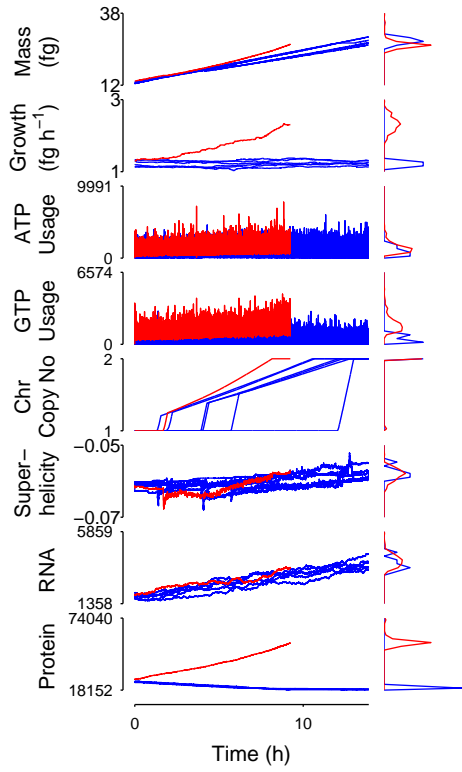 38
Mass
(fg)
12
3
Growth
(fg h⁻¹)
1
9991
ATP
Usage
0
6574
GTP
Usage
0
2
Chr
Copy No
1
−0.05
Super−
helicity
−0.07
5859
RNA
1358
74040
Protein
18152
0 10
Time (h)